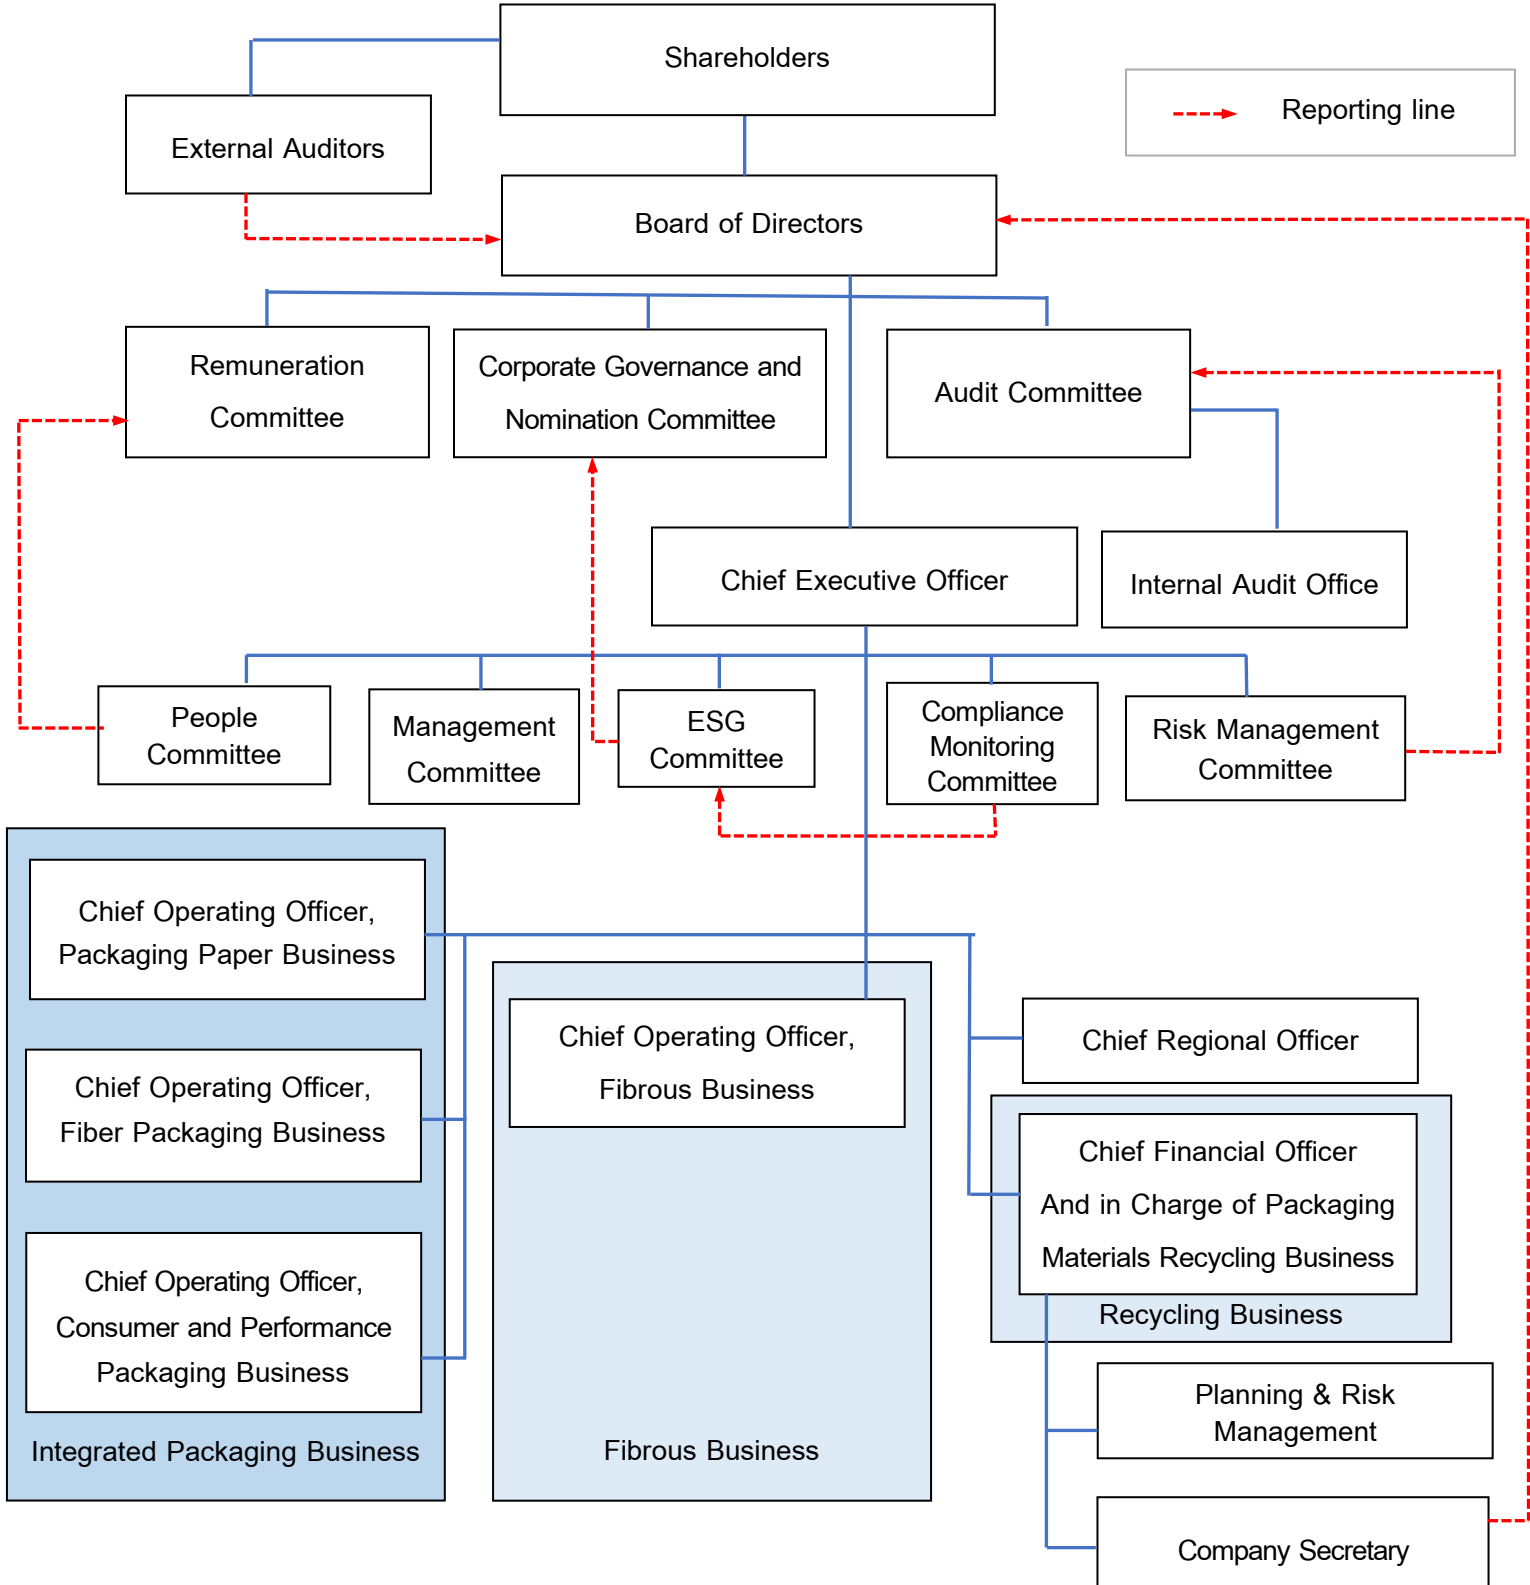 Shareholders
Reporting line
External Auditors
Board of Directors
Remuneration
Committee
Corporate Governance and
Nomination Committee
Audit Committee
Chief Executive Officer
Internal Audit Office
People
Committee
Management
Committee
ESG
Committee
Compliance
Monitoring
Committee
Risk Management
Committee
Chief Operating Officer,
Packaging Paper Business
Chief Operating Officer,
Fiber Packaging Business
Chief Operating Officer,
Consumer and Performance
Packaging Business
Integrated Packaging Business
Chief Operating Officer,
Fibrous Business
Fibrous Business
Chief Regional Officer
Chief Financial Officer
And in Charge of Packaging
Materials Recycling Business
Recycling Business
Planning & Risk
Management
Company Secretary